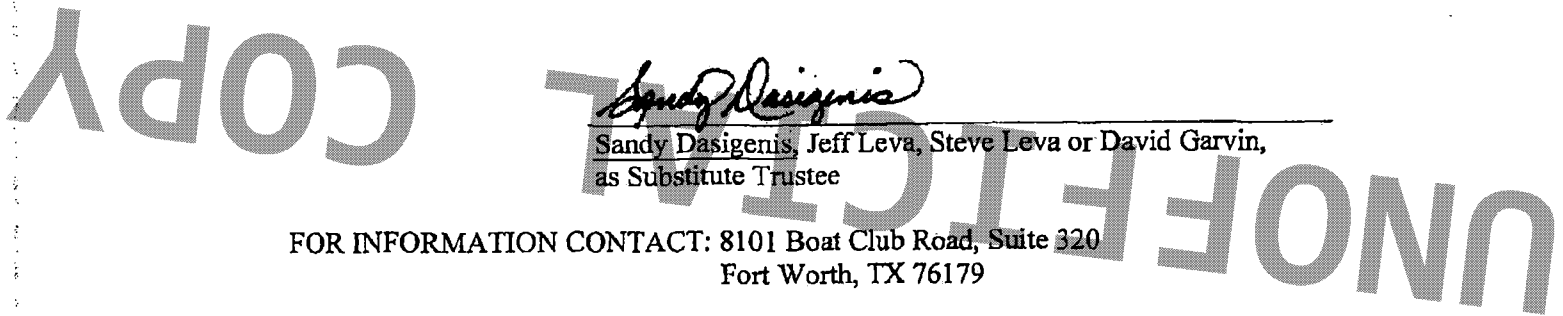 Sandy Dasigenis
Sandy Dasigenis, Jeff Leva, Steve Leva or David Garvin,
as Substitute Trustee
FOR INFORMATION CONTACT: 8101 Boat Club Road, Suite 320
Fort Worth, TX 76179
UNOFFICIAL COPY